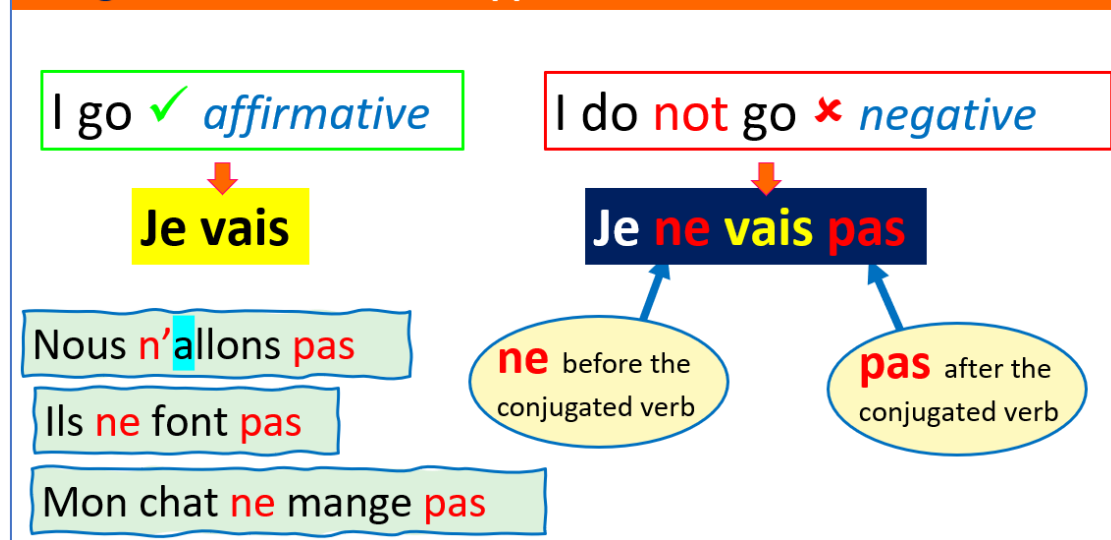 I go ✓ affirmative
I do not go ✘ negative
Je vais
Je ne vais pas
Nous n’allons pas
Ils ne font pas
Mon chat ne mange pas
ne before the
conjugated verb
pas after the
conjugated verb